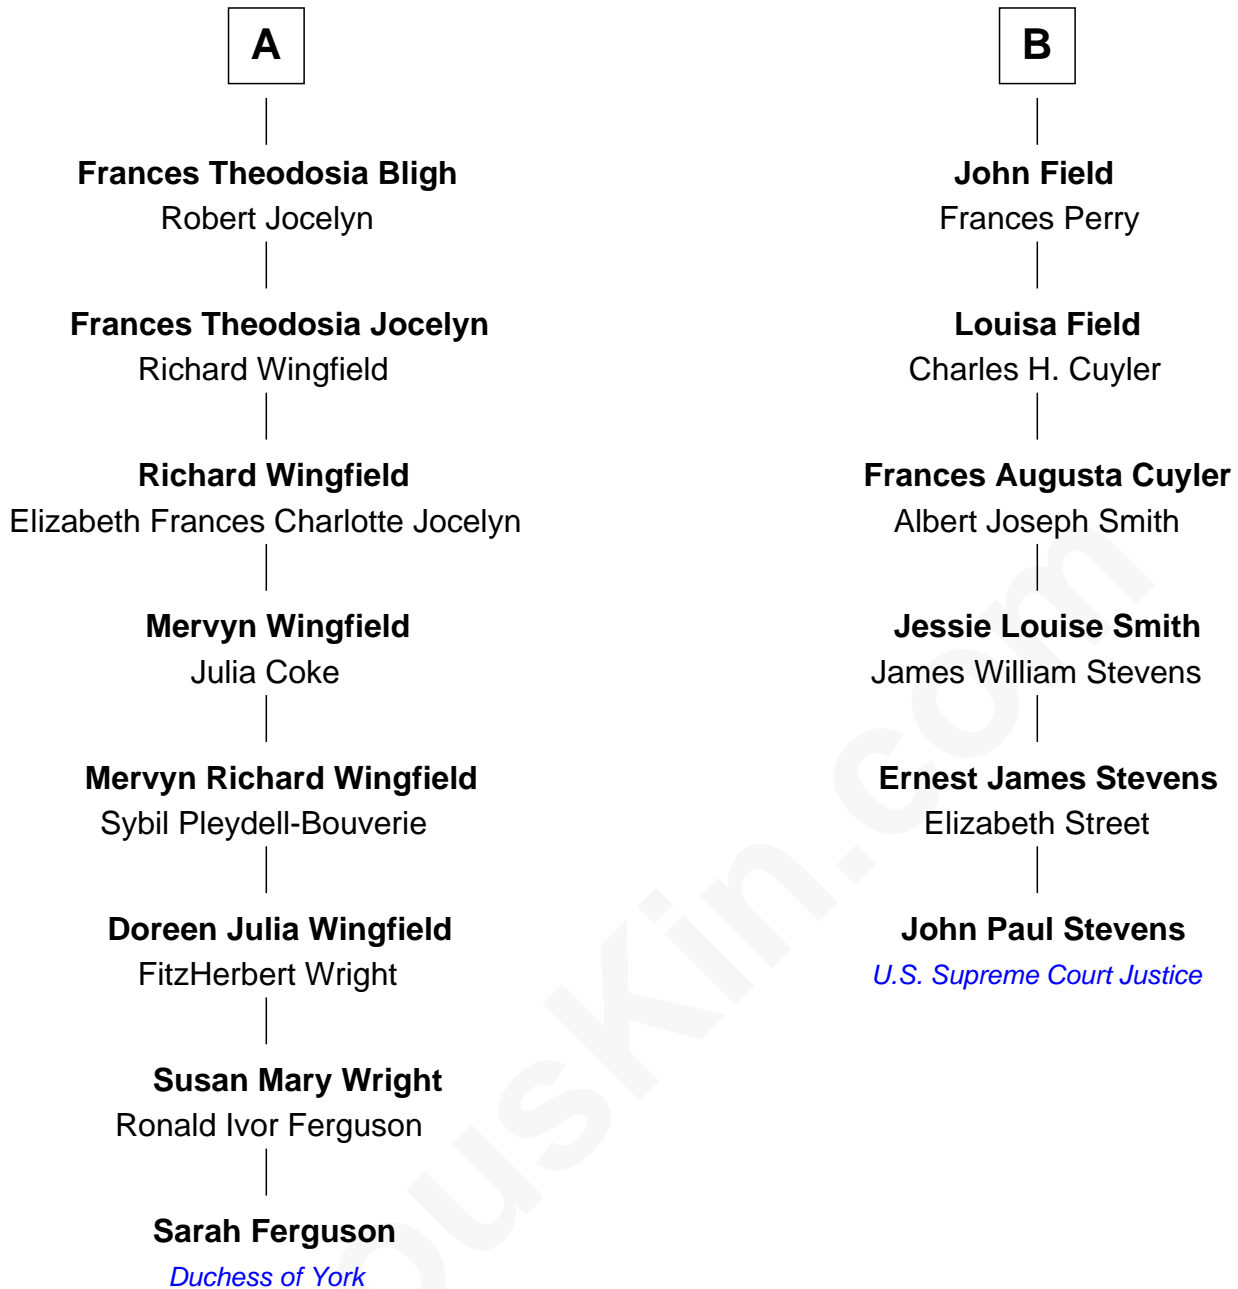 A
Frances Theodosia Bligh
Robert Jocelyn
Frances Theodosia Jocelyn
Richard Wingfield
Richard Wingfield
Elizabeth Frances Charlotte Jocelyn
Mervyn Wingfield
Julia Coke
Mervyn Richard Wingfield
Sybil Pleydell-Bouverie
Doreen Julia Wingfield
FitzHerbert Wright
Susan Mary Wright
Ronald Ivor Ferguson
Sarah Ferguson
Duchess of York
B
John Field
Frances Perry
Louisa Field
Charles H. Cuyler
Frances Augusta Cuyler
Albert Joseph Smith
Jessie Louise Smith
James William Stevens
Ernest James Stevens
Elizabeth Street
John Paul Stevens
U.S. Supreme Court Justice
ousKin.com